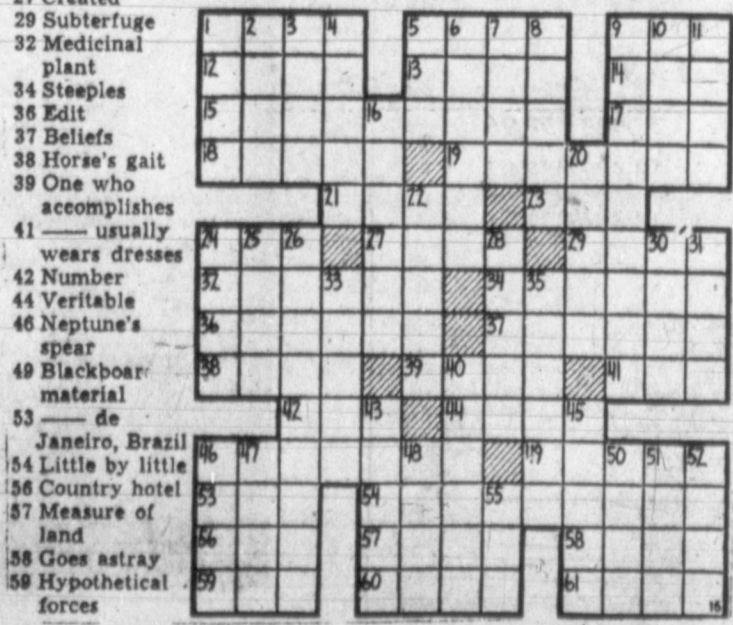 27 Created
29 Subterfuge
32 Medicinal
plant
34 Steeples
36 Edit
37 Beliefs
38 Horse's gait
39 One who
accomplishes
41 —— usually
wears dresses
42 Number
44 Veritable
46 Neptune's
spear
49 Blackboar
material
53 —— de
Janeiro, Brazil
54 Little by little
56 Country hotel
57 Measure of
land
58 Goes astray
59 Hypothetical
forces
1 2 3 4 5 6 7 8 9 10 11
12 13 14
15 16 17
18 19 20
21 22 23
24 25 26 27 28 29 30 31
32 33 34 35
36 37
38 39 40 41
42 43 44 45
46 47 48 49 50 51 52
53 54 55
56 57 58
59 60 61
15